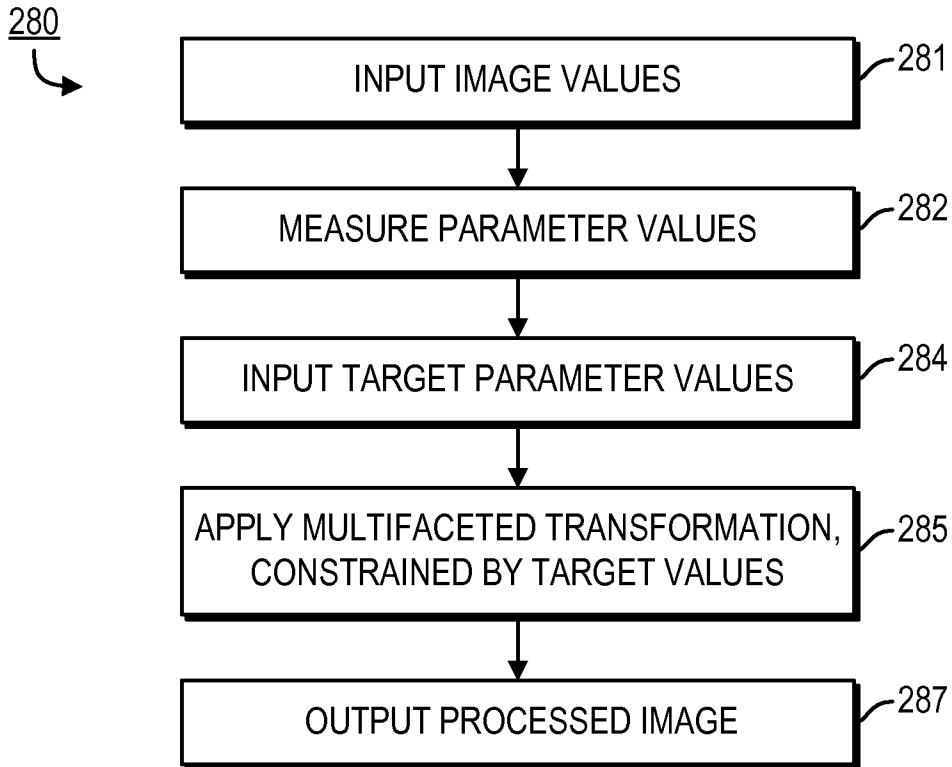 280
INPUT IMAGE VALUES
281
MEASURE PARAMETER VALUES
282
INPUT TARGET PARAMETER VALUES
284
APPLY MULTIFACETED TRANSFORMATION,
CONSTRAINED BY TARGET VALUES
285
OUTPUT PROCESSED IMAGE
287